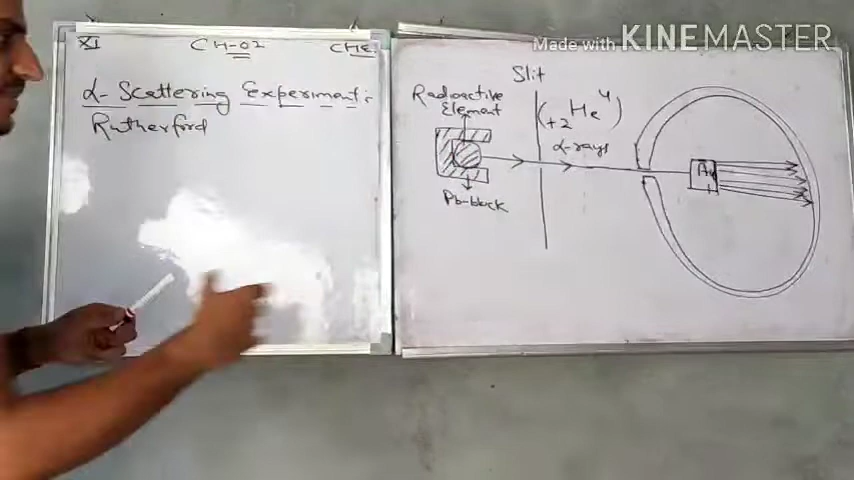 XI CH-02 CHE
α- Scattering Experiment:
Rutherford
Made with KINEMASTER
Slit
Radioactive
Element
(+2He4)
α-rays
Au
Pb-block